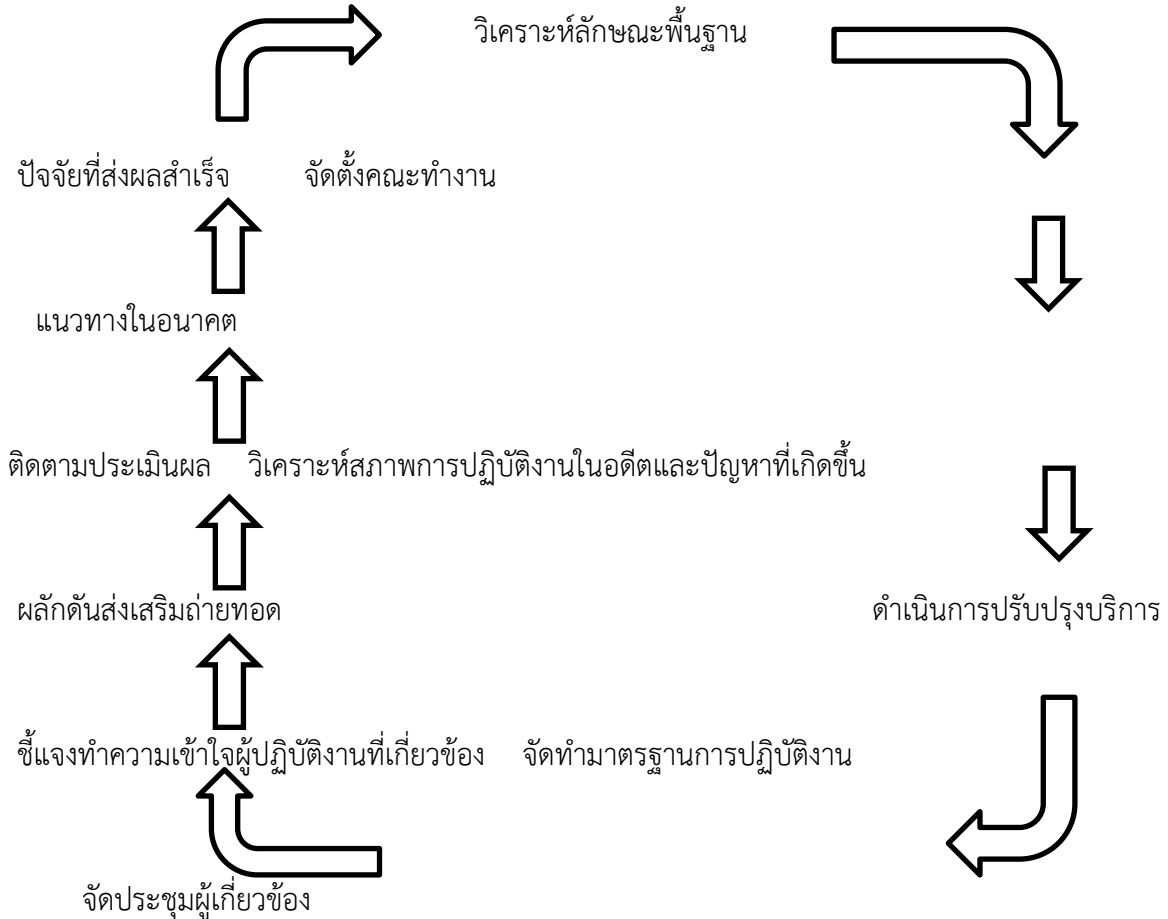 วิเคราะห์ลักษณะพื้นฐาน
ปัจจัยที่ส่งผลสำเร็จ จัดตั้งคณะทำงาน
แนวทางในอนาคต
ติดตามประเมินผล วิเคราะห์สภาพการปฏิบัติงานในอดีตและปัญหาที่เกิดขึ้น
ผลักดันส่งเสริมถ่ายทอด ดำเนินการปรับปรุงบริการ
ชี้แจงทำความเข้าใจผู้ปฏิบัติงานที่เกี่ยวข้อง จัดทำมาตรฐานการปฏิบัติงาน
จัดประชุมผู้เกี่ยวข้อง